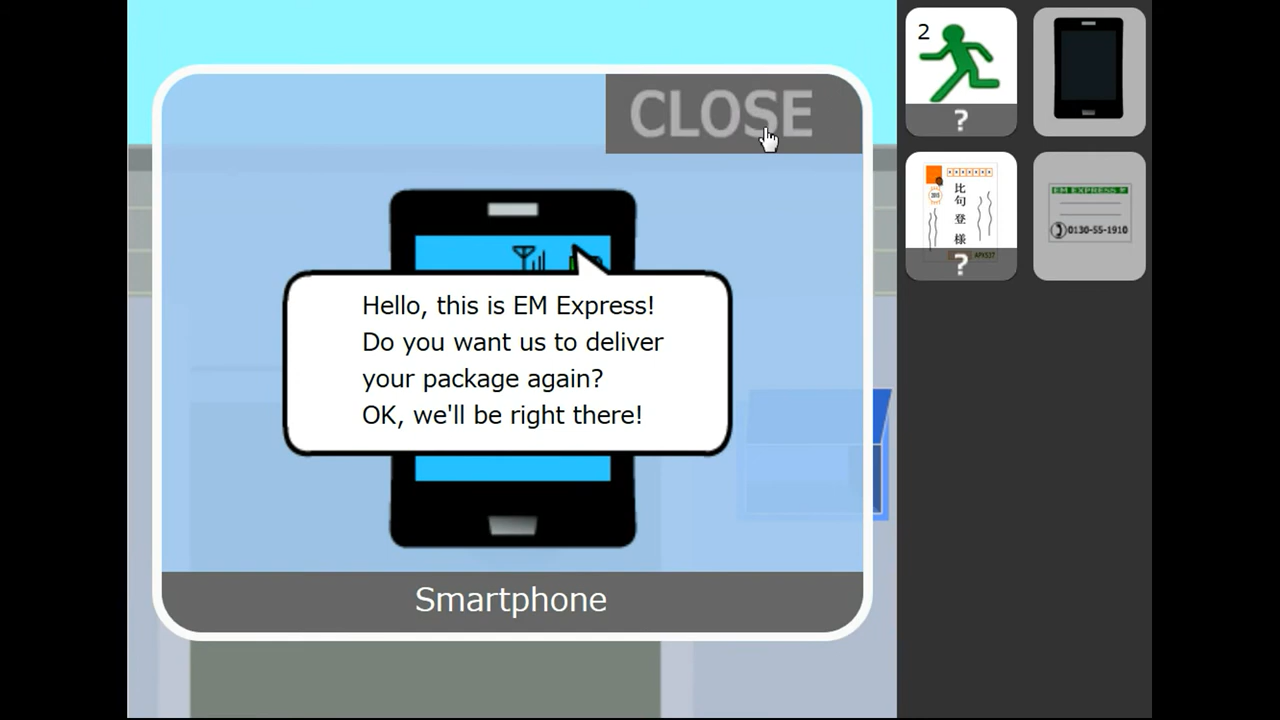 CLOSE
Hello, this is EM Express!
Do you want us to deliver
your package again?
OK, we'll be right there!
Smartphone
2
?
比句登 様
?
EM EXPRESS
0130-55-1910